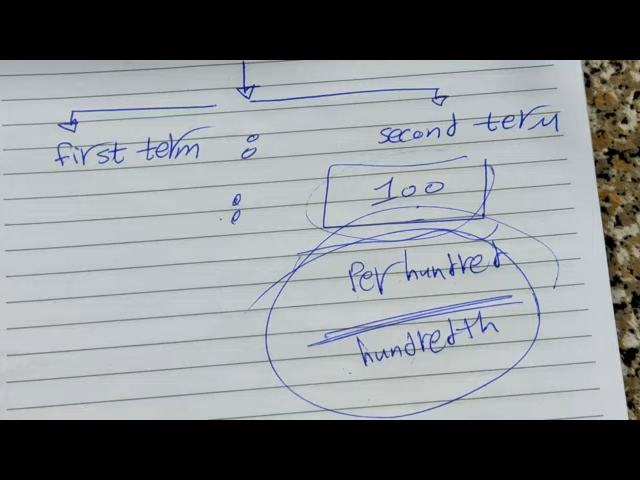 first term : second term
: 100
Per hundred
hundredth